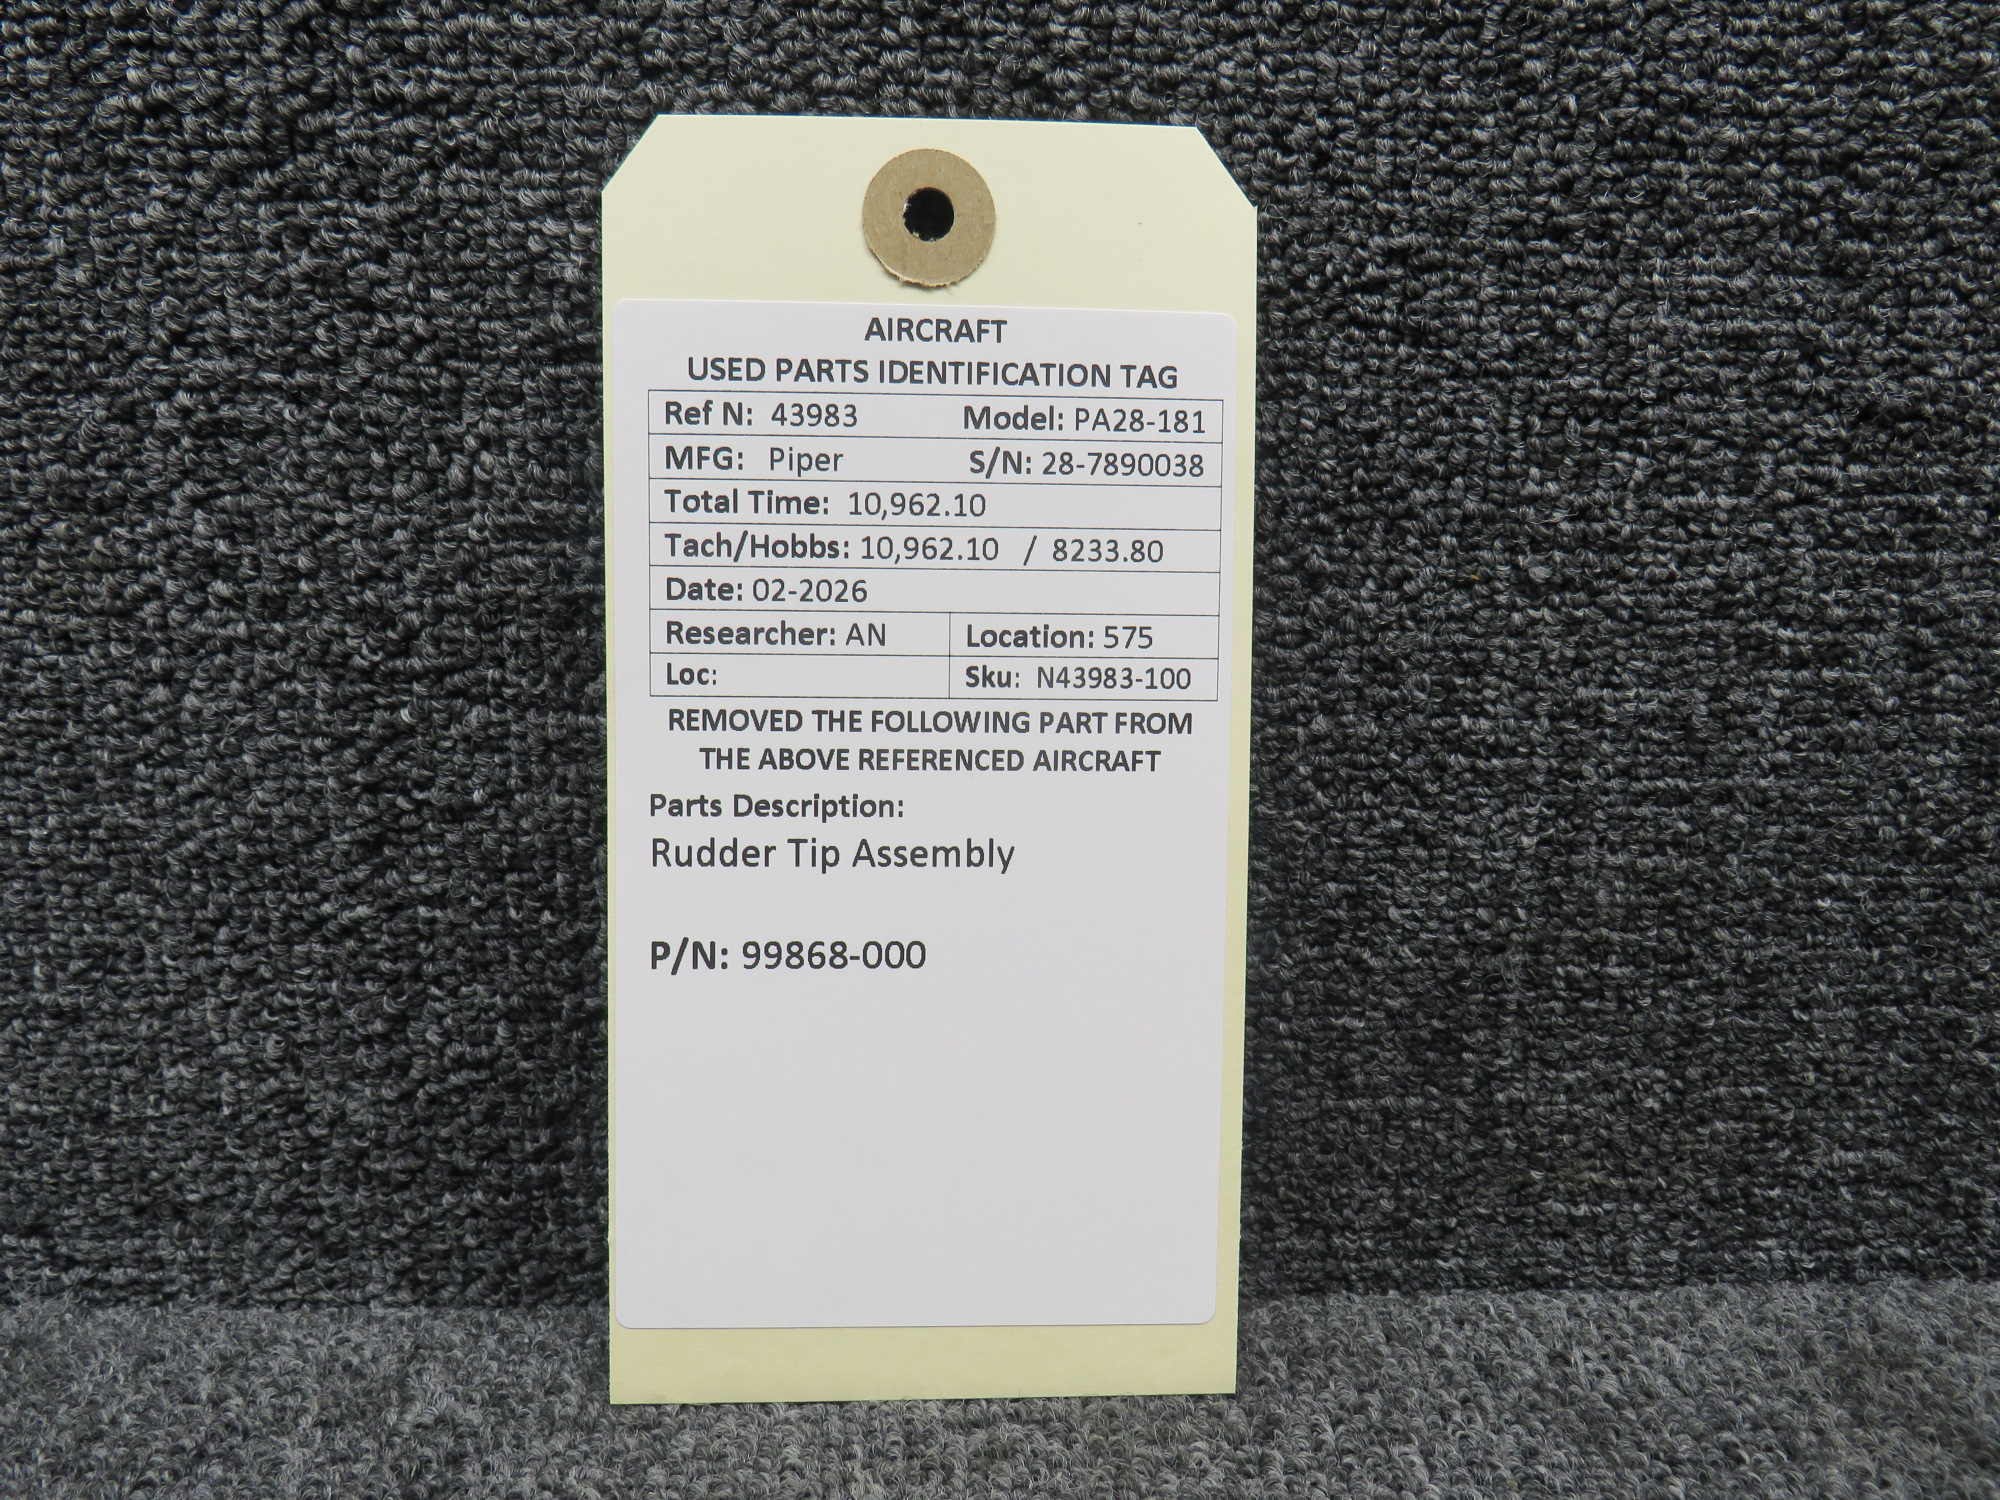 AIRCRAFT
USED PARTS IDENTIFICATION TAG
Ref N: 43983 Model: PA28-181
MFG: Piper S/N: 28-7890038
Total Time: 10,962.10
Tach/Hobbs: 10,962.10 / 8233.80
Date: 02-2026
Researcher: AN Location: 575
Loc: Sku: N43983-100
REMOVED THE FOLLOWING PART FROM
THE ABOVE REFERENCED AIRCRAFT
Parts Description:
Rudder Tip Assembly
P/N: 99868-000